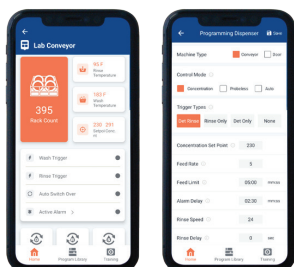 Lab Conveyor
395
Rack Count
95 F
Rinse
Temperature
165 F
Wash
Temperature
230 291
Wash Trigger
Rinse Trigger
Auto Switch Over
Active Alarm >
Home
Program Library
Training
Programming Dispenser
Save
Machine Type
Conveyor
Door
Control Mode
Concentration
Probeless
Auto
Trigger Types
Det Rinse
Rinse Only
Det Only
None
Concentration Set Point
230
Feed Rate
5
Feed Limit
05:00
mm:ss
Alarm Delay
02:30
mm:ss
Rinse Speed
24
Rinse Delay
0
sec
Home
Program Library
Training